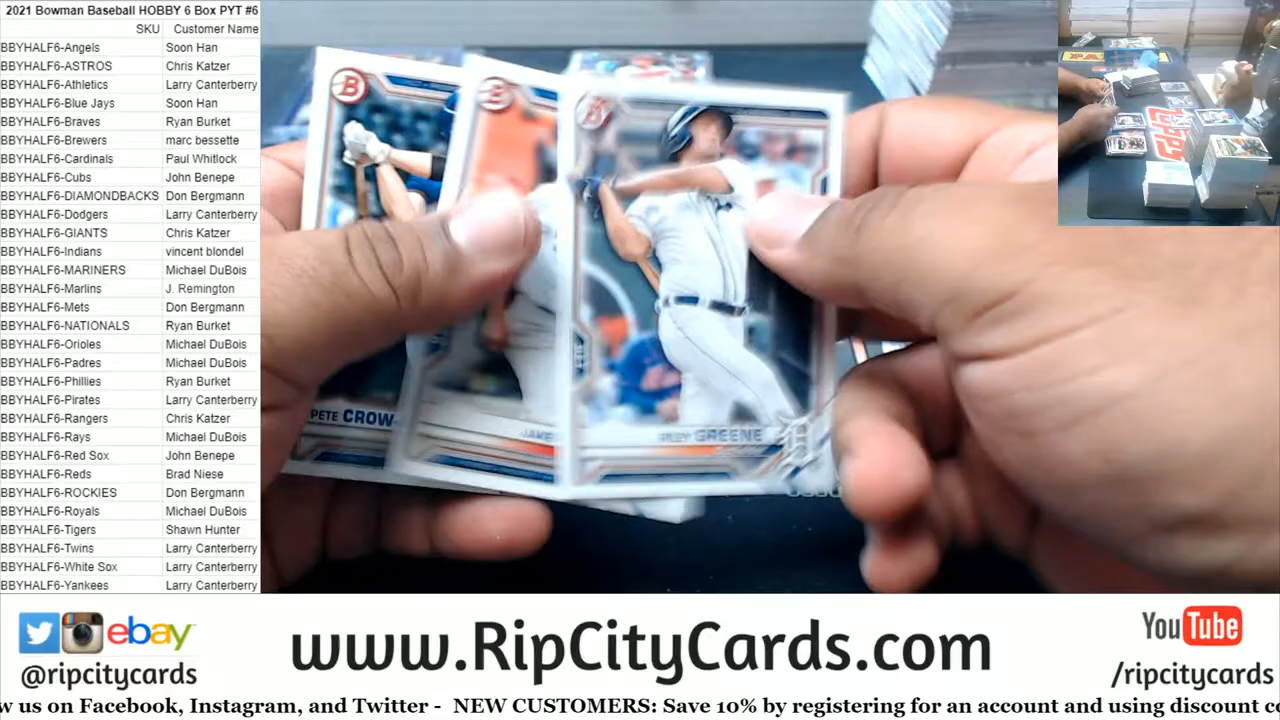 2021 Bowman Baseball HOBBY 6 Box PYT #6
SKU Customer Name
BBYHALF6-Angels Soon Han
BBYHALF6-ASTROS Chris Katzer
BBYHALF6-Athletics Larry Canterberry
BBYHALF6-Blue Jays Soon Han
BBYHALF6-Braves Ryan Burket
BBYHALF6-Brewers marc bessette
BBYHALF6-Cardinals Paul Whitlock
BBYHALF6-Cubs John Benepe
BBYHALF6-DIAMONDBACKS Don Bergmann
BBYHALF6-Dodgers Larry Canterberry
BBYHALF6-GIANTS Chris Katzer
BBYHALF6-Indians vincent blondel
BBYHALF6-MARINERS Michael DuBois
BBYHALF6-Marlins J. Remington
BBYHALF6-Mets Don Bergmann
BBYHALF6-NATIONALS Ryan Burket
BBYHALF6-Orioles Michael DuBois
BBYHALF6-Padres Michael DuBois
BBYHALF6-Phillies Ryan Burket
BBYHALF6-Pirates Larry Canterberry
BBYHALF6-Rangers Chris Katzer
BBYHALF6-Rays Michael DuBois
BBYHALF6-Red Sox John Benepe
BBYHALF6-Reds Brad Niese
BBYHALF6-ROCKIES Don Bergmann
BBYHALF6-Royals Michael DuBois
BBYHALF6-Tigers Shawn Hunter
BBYHALF6-Twins Larry Canterberry
BBYHALF6-White Sox Larry Canterberry
BBYHALF6-Yankees Larry Canterberry
B
B
B
PETE CROW
JAKE
RILEY GREENE
TOPPS
ebay
@ripcitycards
www.RipCityCards.com
YouTube
/ripcitycards
w us on Facebook, Instagram, and Twitter - NEW CUSTOMERS: Save 10% by registering for an account and using discount co